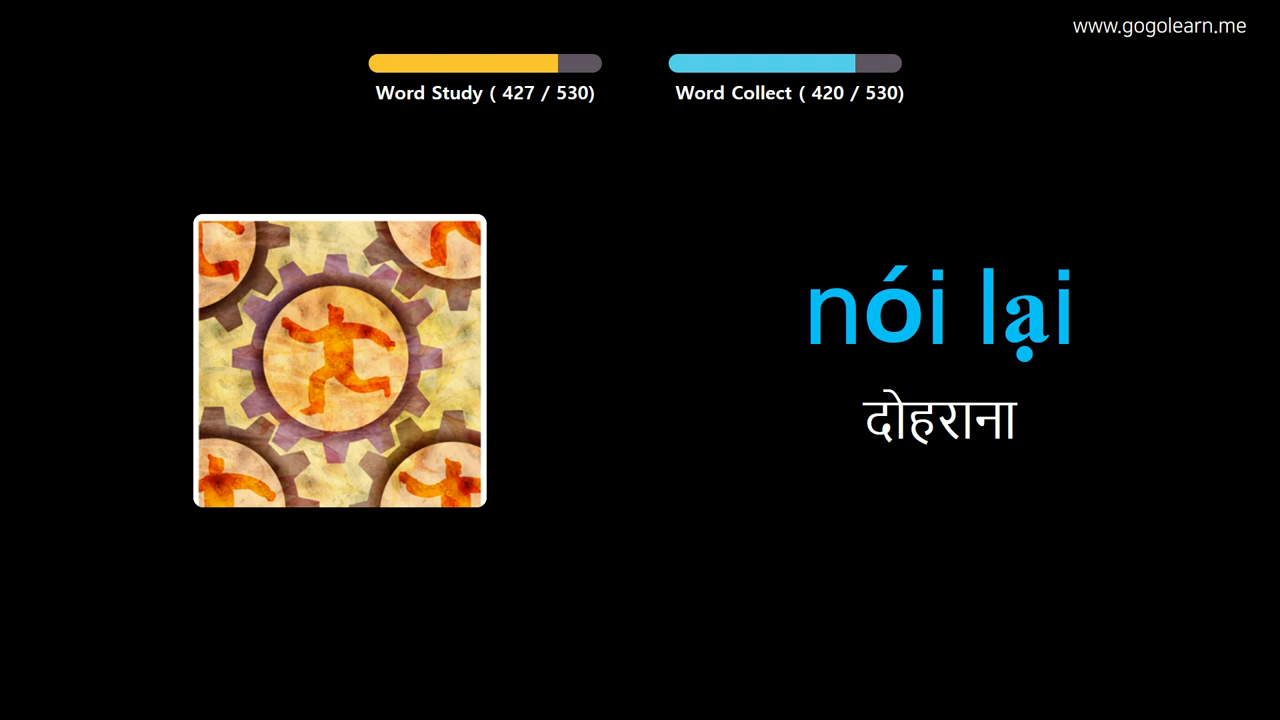 www.gogolearn.me
Word Study ( 427 / 530)
Word Collect ( 420 / 530)
nói lại
दोहराना